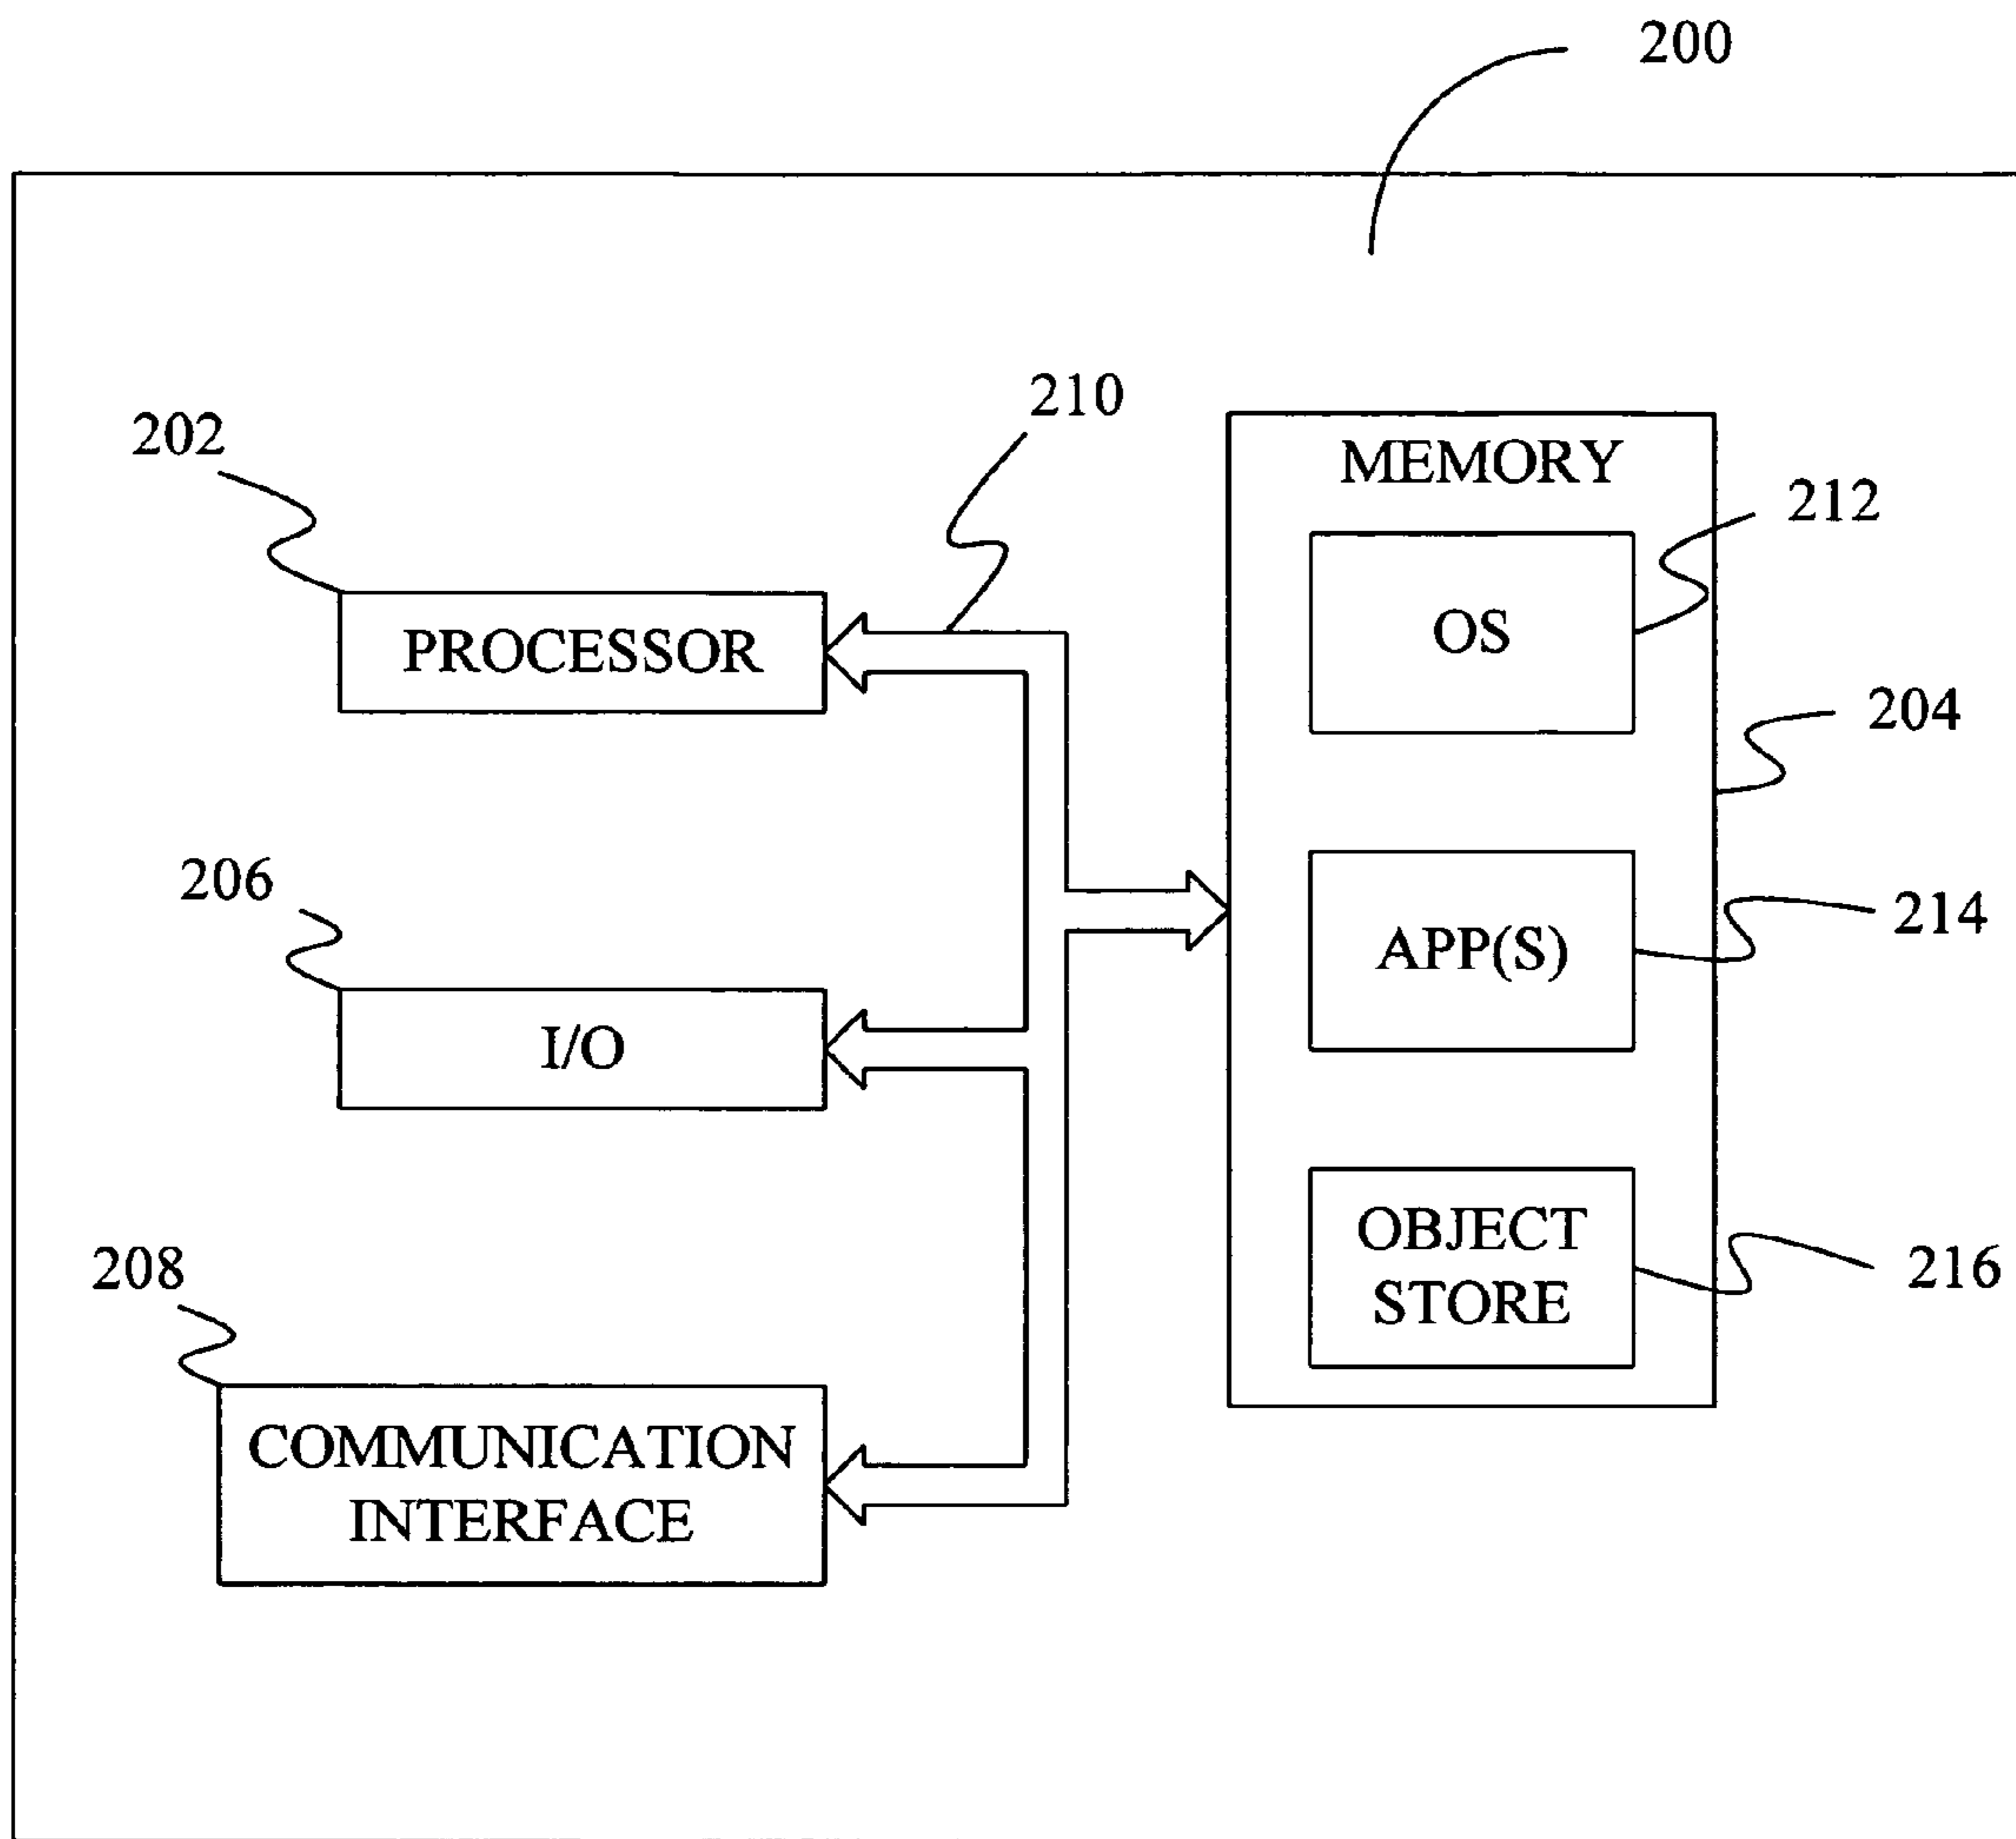 200
210
202
MEMORY
212
OS
PROCESSOR
204
206
214
APP(S)
I/O
OBJECT
STORE
208
216
COMMUNICATION
INTERFACE